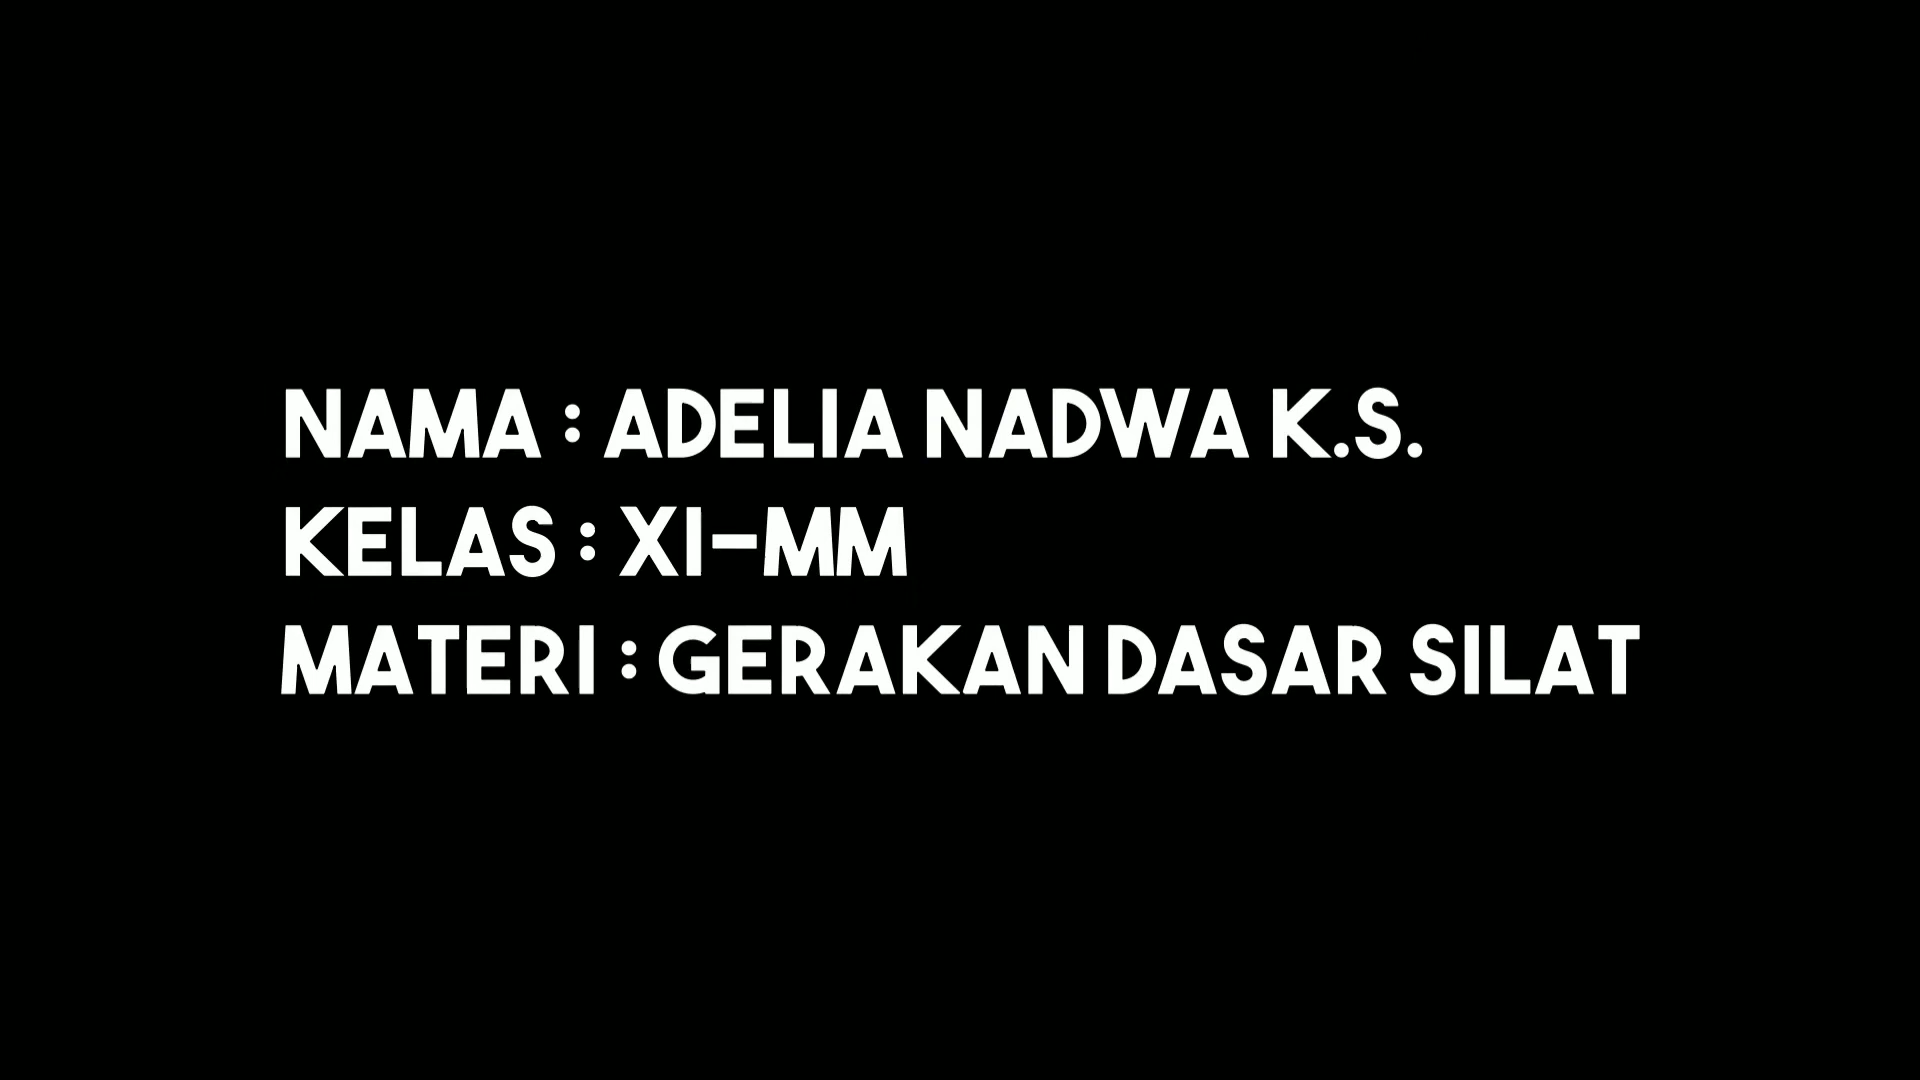 NAMA : ADELIA NADWA K.S.
KELAS : XI-MM
MATERI : GERAKAN DASAR SILAT